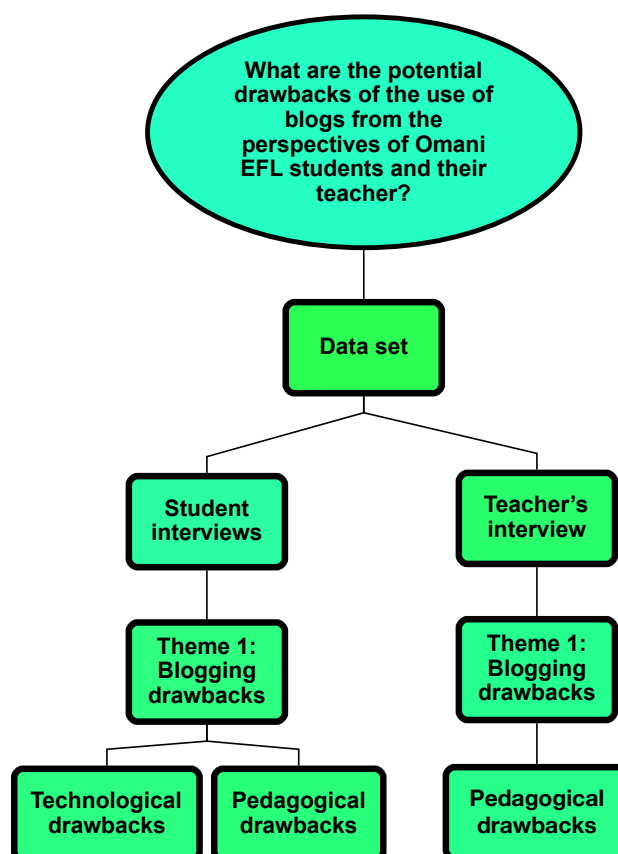 What are the potential
drawbacks of the use of
blogs from the
perspectives of Omani
EFL students and their
teacher?
Data set
Student
interviews
Teacher’s
interview
Theme 1:
Blogging
drawbacks
Theme 1:
Blogging
drawbacks
Technological
drawbacks
Pedagogical
drawbacks
Pedagogical
drawbacks